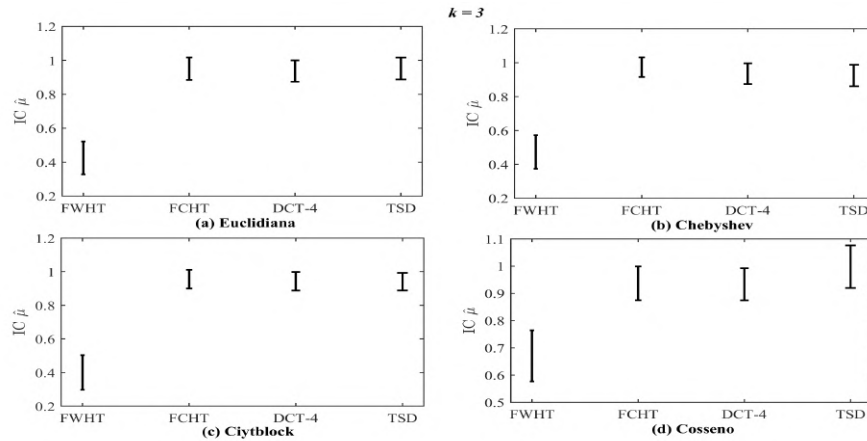 k = 3
1.2
1
0.8
0.6
0.4
0.2
IC μ̂
FWHT FCHT DCT-4 TSD
(a) Euclidiana
1.2
1
0.8
0.6
0.4
0.2
IC μ̂
FWHT FCHT DCT-4 TSD
(b) Chebyshev
1.2
1
0.8
0.6
0.4
0.2
IC μ̂
FWHT FCHT DCT-4 TSD
(c) Ciytblock
1.1
1
0.9
0.8
0.7
0.6
0.5
IC μ̂
FWHT FCHT DCT-4 TSD
(d) Cosseno